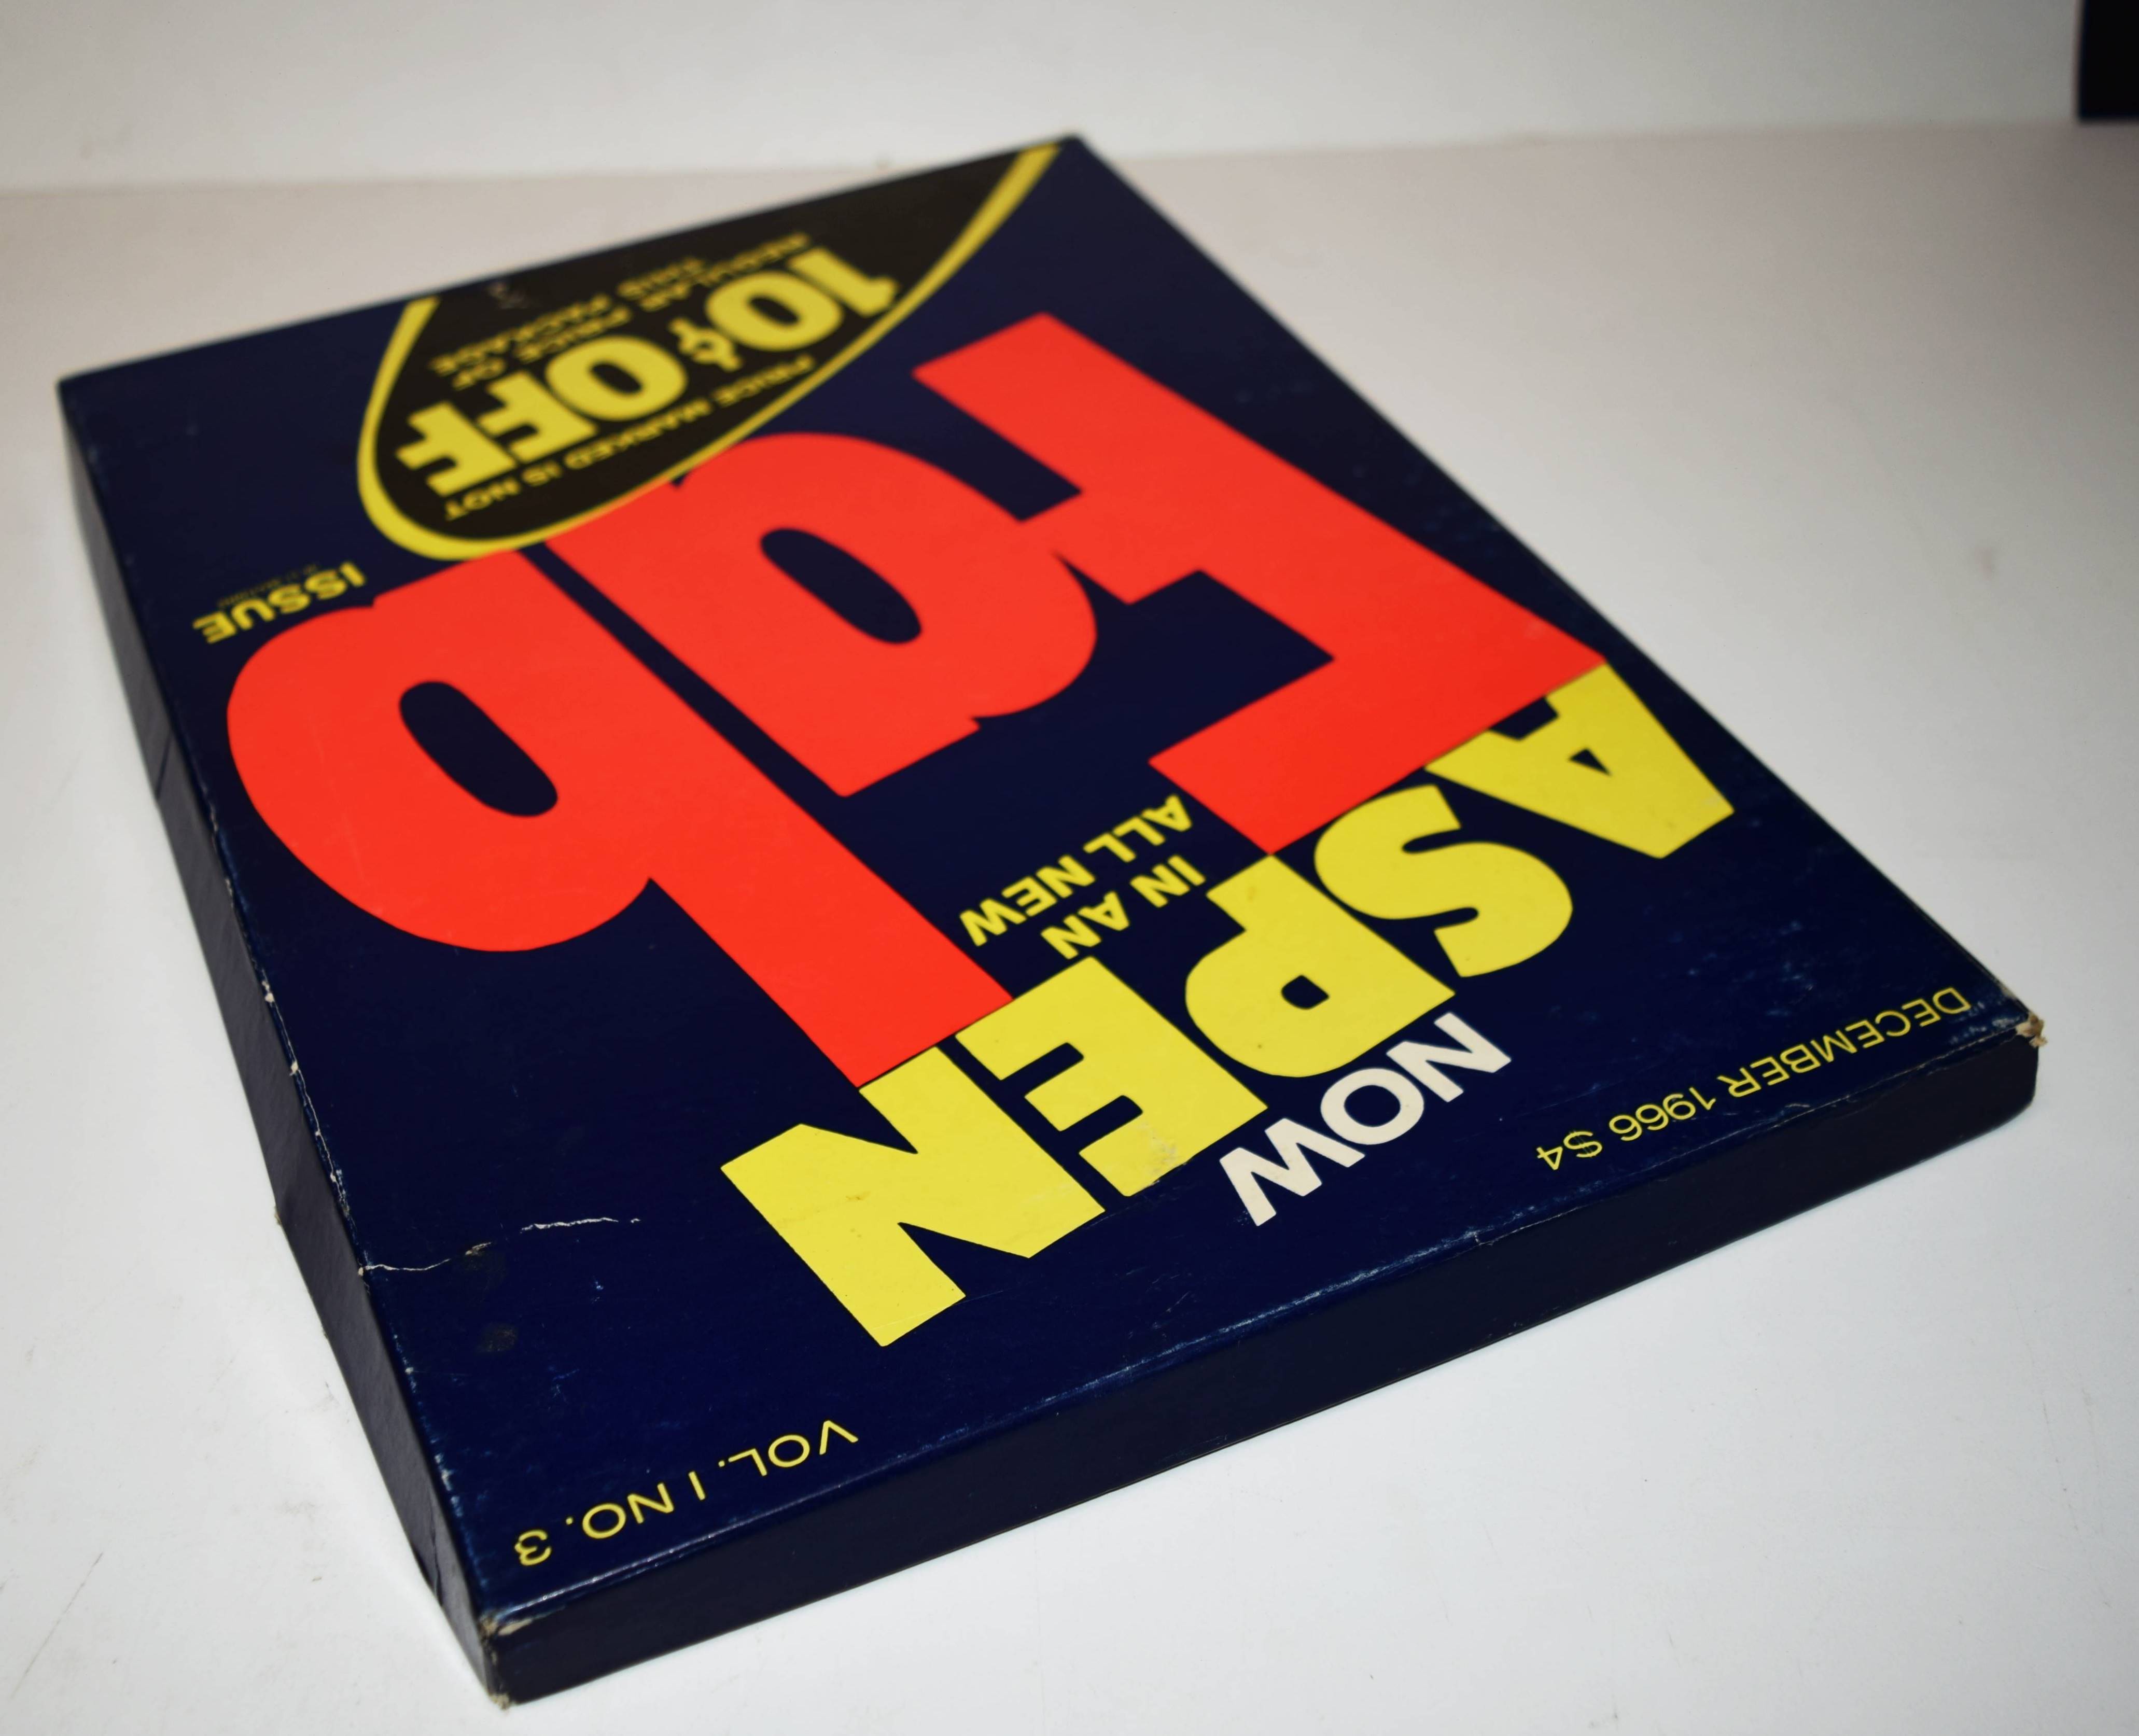 DECEMBER 1966 $4
VOL. I NO. 3
NOW
ASPEN
IN AN
ALL NEW
Fab
ISSUE
PRICE MARKED IS NOT
10¢ OFF
REGULAR PRICE OF
THIS PACKAGE